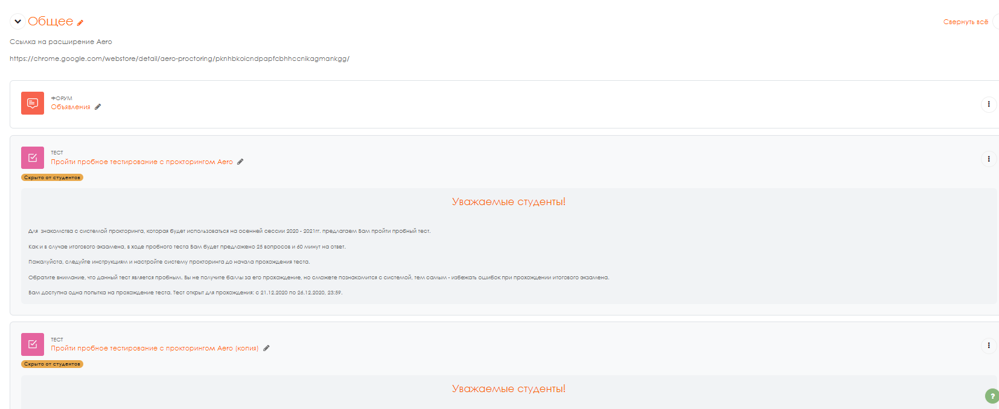 Общее
Свернуть всё
Ссылка на расширение Aero
https://chrome.google.com/webstore/detail/aero-proctoring/pknhbkoicndpapfcbhhccnikagmankgg/
ФОРУМ
Объявления
ТЕСТ
Пройти пробное тестирование с прокторингом Aero
Скрыто от студентов
Уважаемые студенты!
Для знакомства с системой прокторинга, которая будет использоваться на осенней сессии 2020 - 2021гг. предлагаем Вам пройти пробный тест.
Как и в случае итогового экзамена, в ходе пробного теста Вам будет предложено 25 вопросов и 60 минут на ответ.
Пожалуйста, следуйте инструкциям и настройте систему прокторинга до начала прохождения теста.
Обратите внимание, что данный тест является пробным. Вы не получите баллы за его прохождение, но сможете познакомится с системой, тем самым - избежать ошибок при прохождении итогового экзамена.
Вам доступна одна попытка на прохождение теста. Тест открыт для прохождения: с 21.12.2020 по 26.12.2020, 23:59.
ТЕСТ
Пройти пробное тестирование с прокторингом Aero (копия)
Скрыто от студентов
Уважаемые студенты!
?